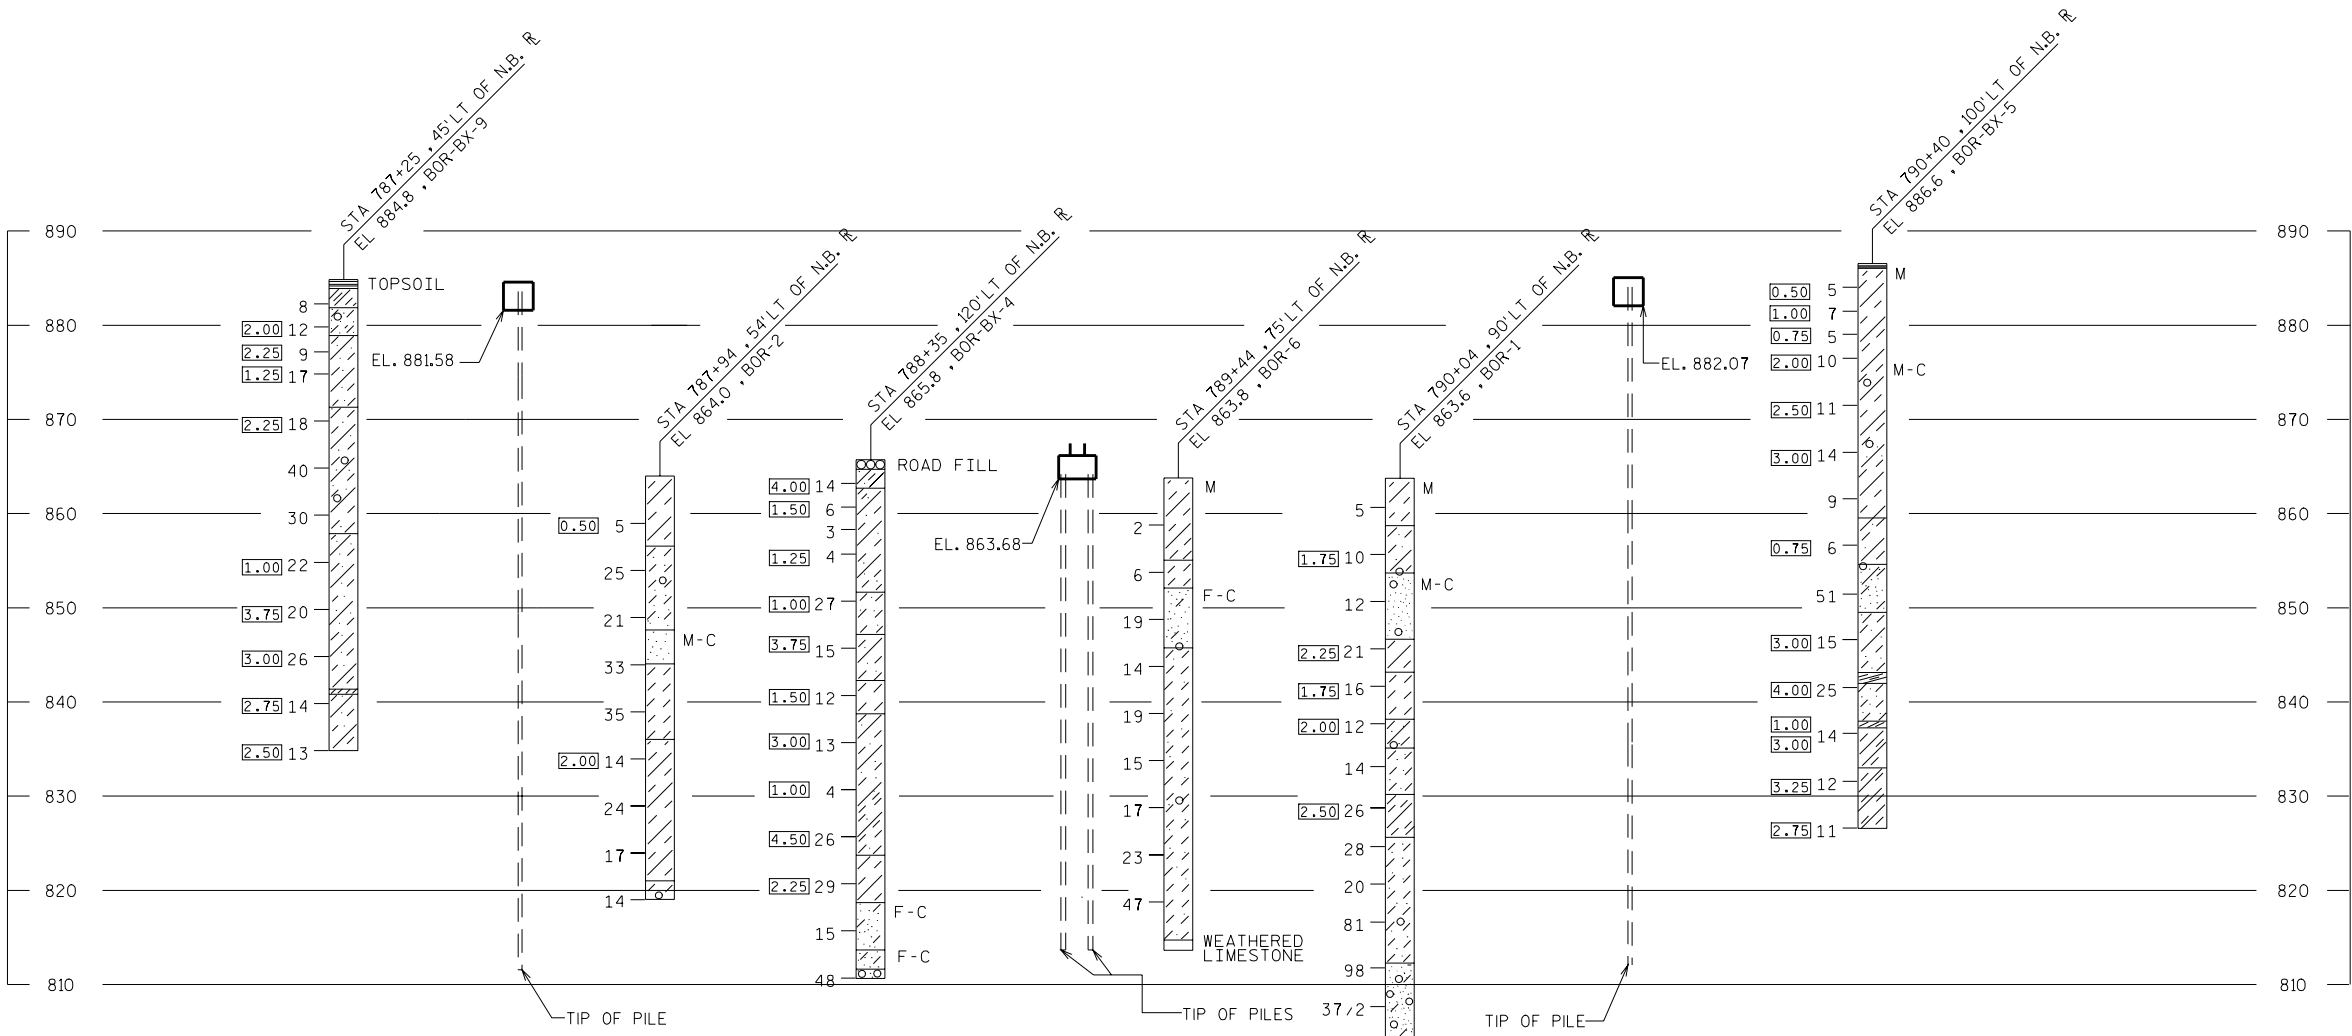 STA 787+25 ,45'LT OF N.B. ℞
EL 884.8 ,BOR-BX-9
STA 787+94 ,54'LT OF N.B. ℞
EL 864.0 ,BOR-2
STA 788+35 ,120'LT OF N.B. ℞
EL 865.8 ,BOR-BX-4
STA 789+44 ,75'LT OF N.B. ℞
EL 863.8 ,BOR-6
STA 790+04 ,90'LT OF N.B. ℞
EL 863.6 ,BOR-1
STA 790+40 ,100'LT OF N.B. ℞
EL 886.6 ,BOR-BX-5
890
880
870
860
850
840
830
820
810
TOPSOIL
8
2.00 12
2.25 9
1.25 17
2.25 18
40
30
1.00 22
3.75 20
3.00 26
2.75 14
2.50 13
EL. 881.58
TIP OF PILE
0.50 5
25
21
M-C
33
35
2.00 14
24
17
14
ROAD FILL
4.00 14
1.50 6
3
1.25 4
1.00 27
3.75 15
1.50 12
3.00 13
1.00 4
4.50 26
2.25 29
F-C
15
F-C
48
EL. 863.68
TIP OF PILES
M
2
6
F-C
19
14
19
15
17
23
47
WEATHERED
LIMESTONE
M
5
1.75 10
M-C
12
2.25 21
1.75 16
2.00 12
14
2.50 26
28
20
81
98
37/2
EL. 882.07
TIP OF PILE
M
0.50 5
1.00 7
0.75 5
2.00 10
M-C
2.50 11
3.00 14
9
0.75 6
51
3.00 15
4.00 25
1.00
14
3.00
3.25 12
2.75 11
890
880
870
860
850
840
830
820
810